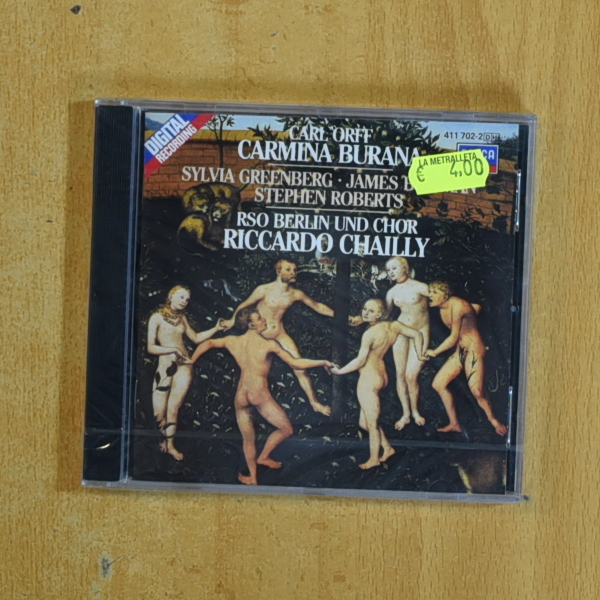 DIGITAL
RECORDING
CARL ORFF
411 702-2
CARMINA BURANA
LA METRALLETA
€ 4,00
SYLVIA GREENBERG · JAMES
STEPHEN ROBERTS
RSO BERLIN UND CHOR
RICCARDO CHAILLY